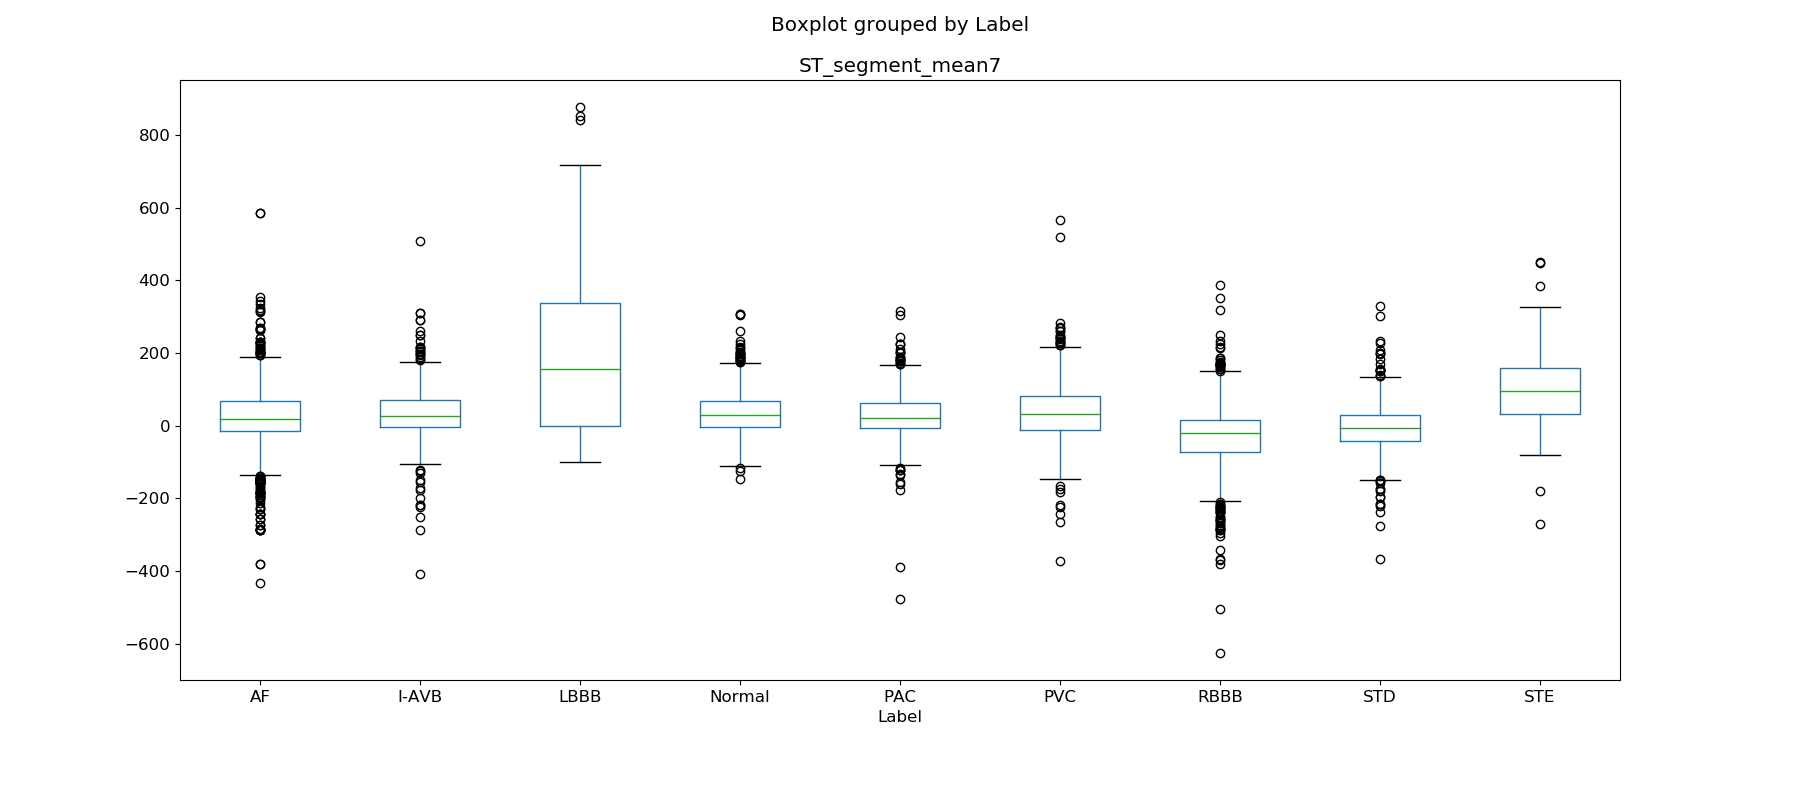 Boxplot grouped by Label
ST_segment_mean7
800
600
400
200
0
−200
−400
−600
AF I-AVB LBBB Normal PAC PVC RBBB STD STE
Label